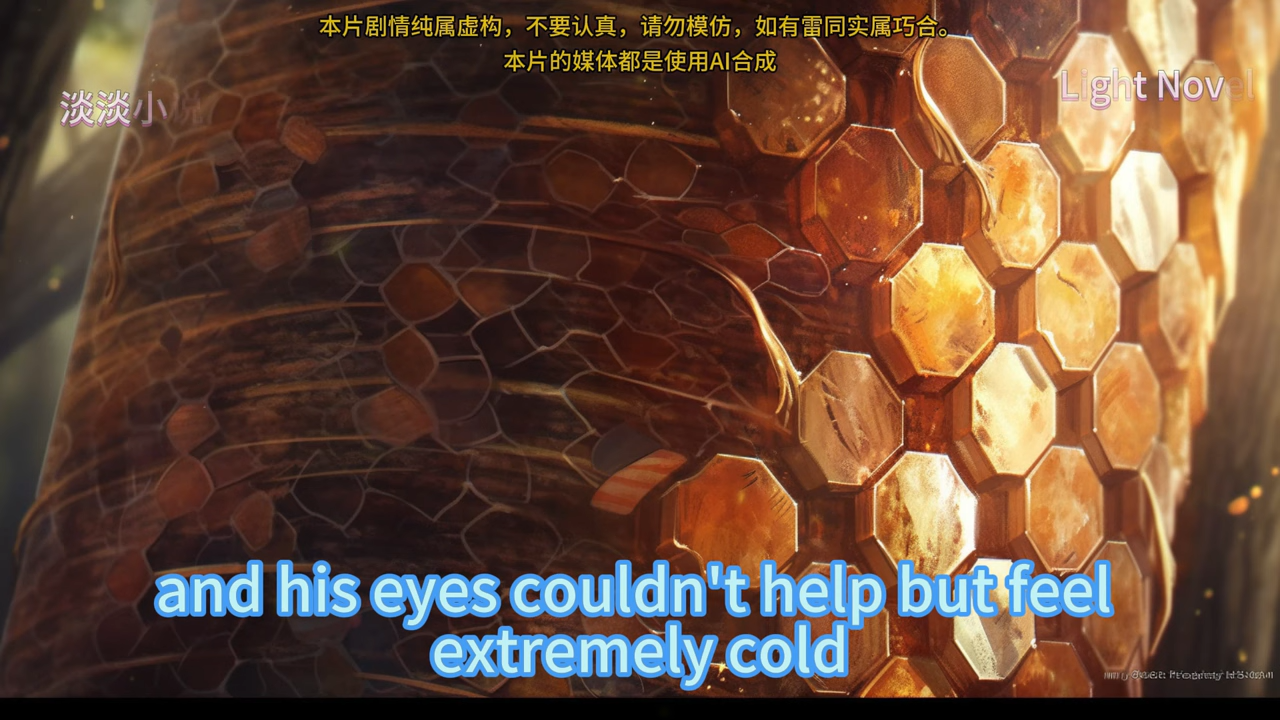 本片剧情纯属虚构，不要认真，请勿模仿，如有雷同实属巧合。
本片的媒体都是使用AI合成
淡淡小说
Light Novel
and his eyes couldn't help but feel
extremely cold